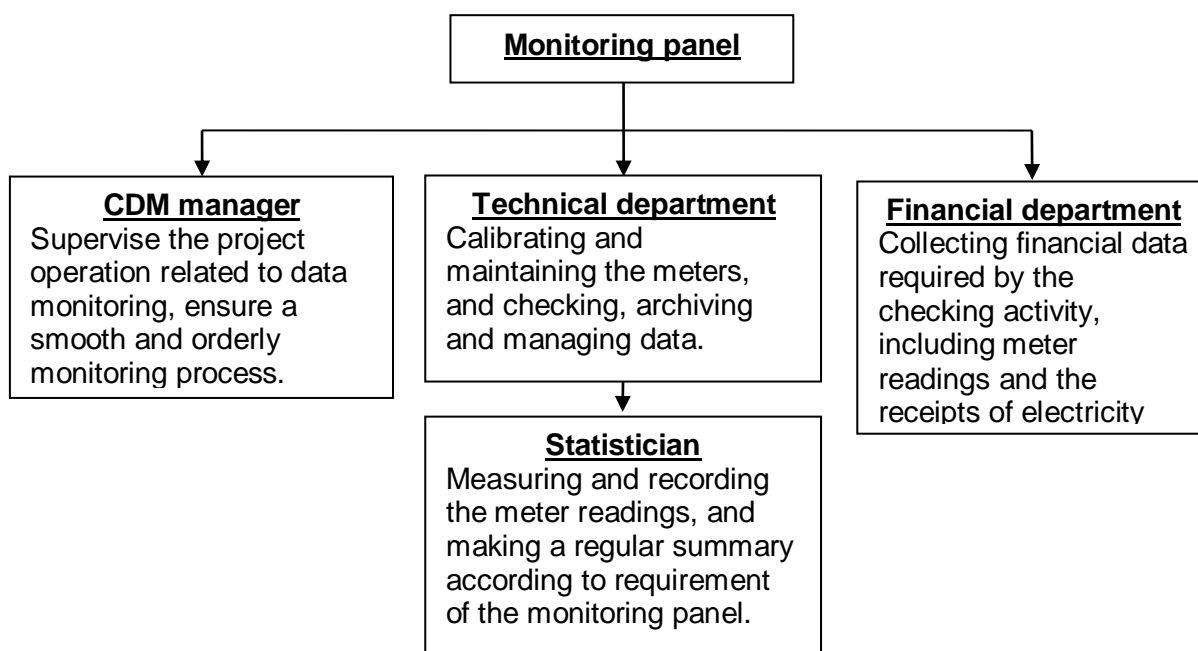 Monitoring panel
CDM manager
Supervise the project
operation related to data
monitoring, ensure a
smooth and orderly
monitoring process.
Technical department
Calibrating and
maintaining the meters,
and checking, archiving
and managing data.
Financial department
Collecting financial data
required by the
checking activity,
including meter
readings and the
receipts of electricity
Statistician
Measuring and recording
the meter readings, and
making a regular summary
according to requirement
of the monitoring panel.